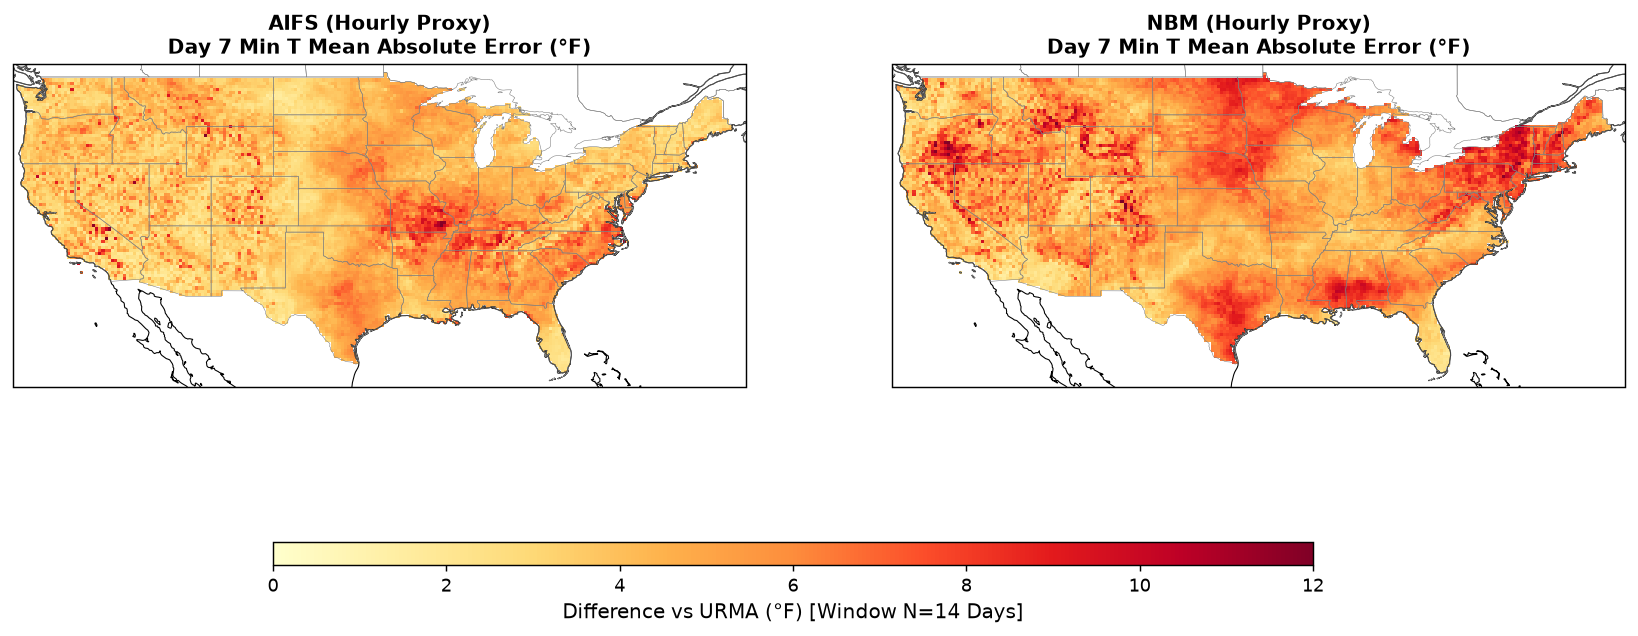 AIFS (Hourly Proxy)
Day 7 Min T Mean Absolute Error (°F)
NBM (Hourly Proxy)
Day 7 Min T Mean Absolute Error (°F)
0 2 4 6 8 10 12
Difference vs URMA (°F) [Window N=14 Days]